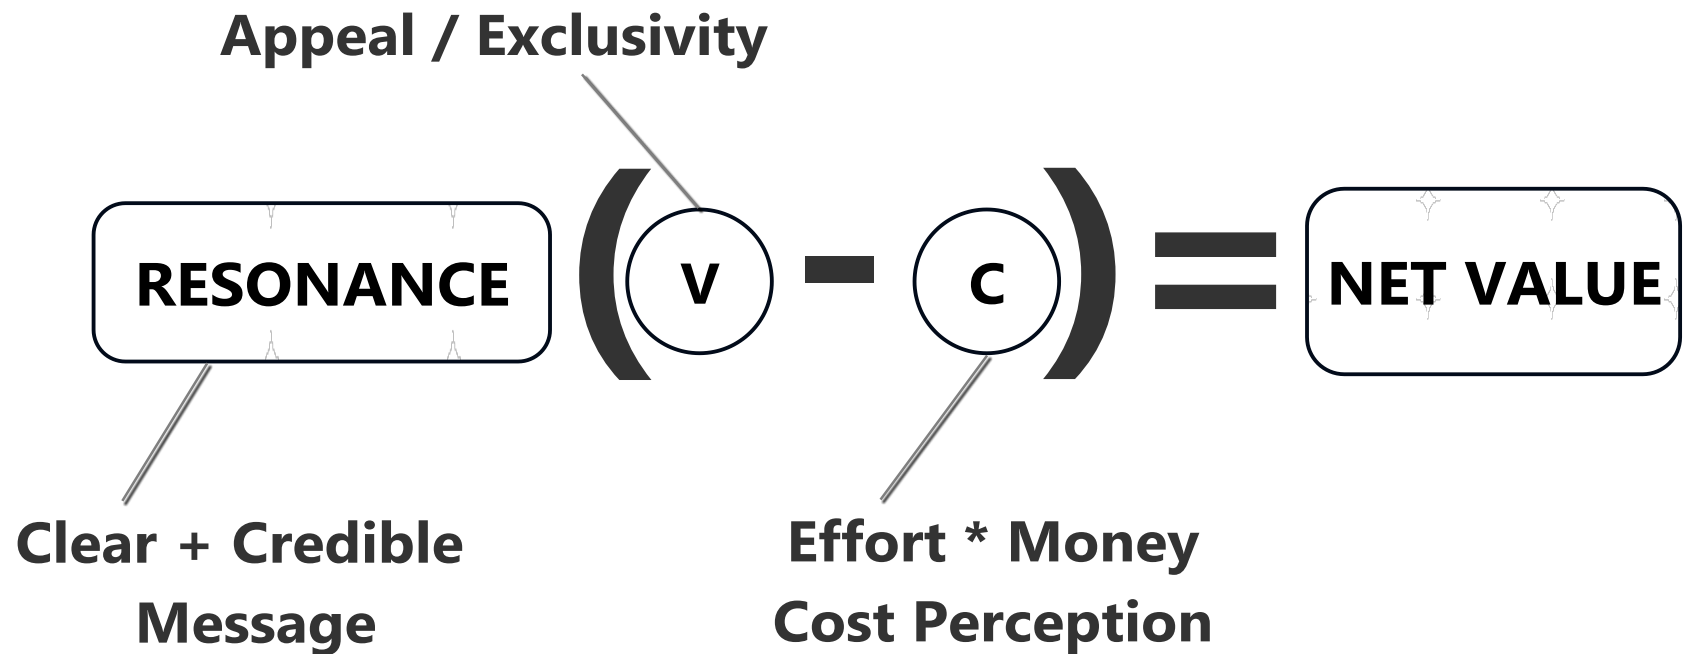 Appeal / Exclusivity
RESONANCE ( V - C ) = NET VALUE
Clear + Credible
Message
Effort * Money
Cost Perception